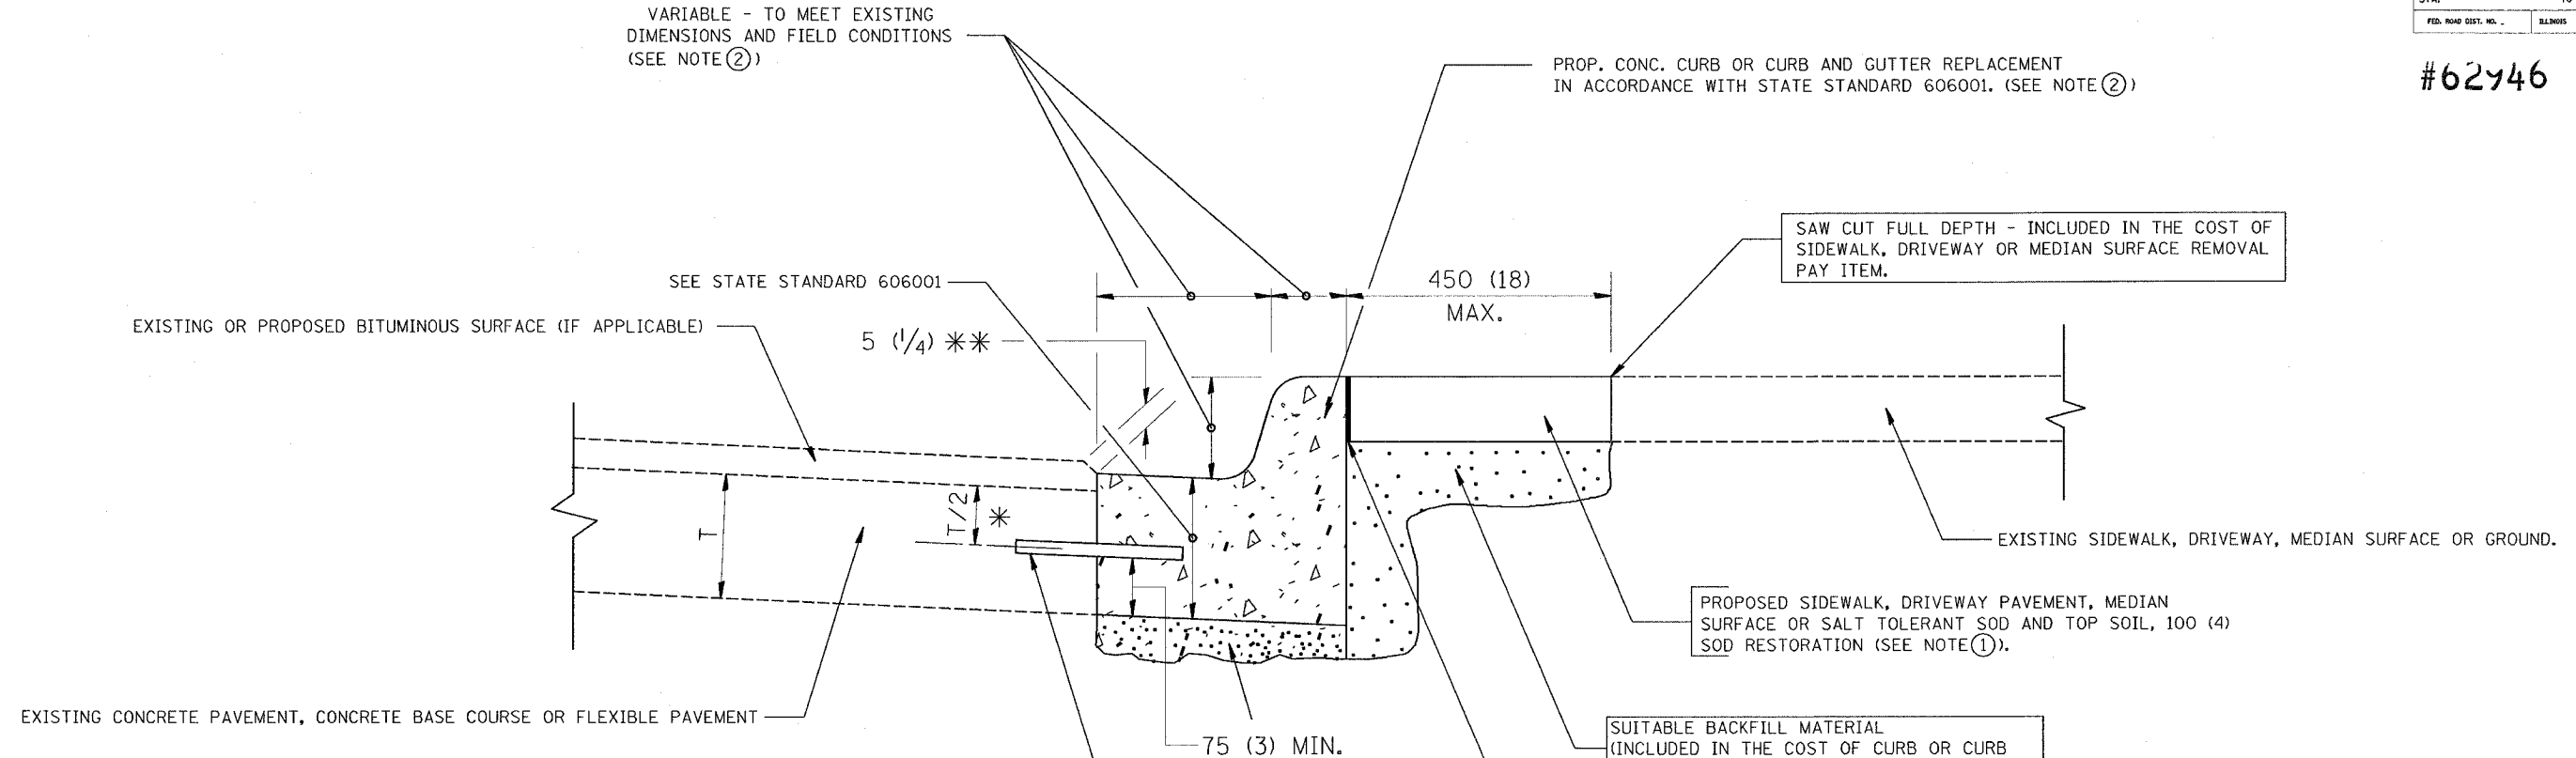 VARIABLE - TO MEET EXISTING
DIMENSIONS AND FIELD CONDITIONS
(SEE NOTE ②)
FED. ROAD DIST. NO. -
ILLINOIS
PROP. CONC. CURB OR CURB AND GUTTER REPLACEMENT
IN ACCORDANCE WITH STATE STANDARD 606001. (SEE NOTE ②)
SAW CUT FULL DEPTH - INCLUDED IN THE COST OF
SIDEWALK, DRIVEWAY OR MEDIAN SURFACE REMOVAL
PAY ITEM.
SEE STATE STANDARD 606001
450 (18)
MAX.
EXISTING OR PROPOSED BITUMINOUS SURFACE (IF APPLICABLE)
5 (1/4) **
T
T/2
*
EXISTING SIDEWALK, DRIVEWAY, MEDIAN SURFACE OR GROUND.
PROPOSED SIDEWALK, DRIVEWAY PAVEMENT, MEDIAN
SURFACE OR SALT TOLERANT SOD AND TOP SOIL, 100 (4)
SOD RESTORATION (SEE NOTE ①).
EXISTING CONCRETE PAVEMENT, CONCRETE BASE COURSE OR FLEXIBLE PAVEMENT
75 (3) MIN.
SUITABLE BACKFILL MATERIAL
(INCLUDED IN THE COST OF CURB OR CURB